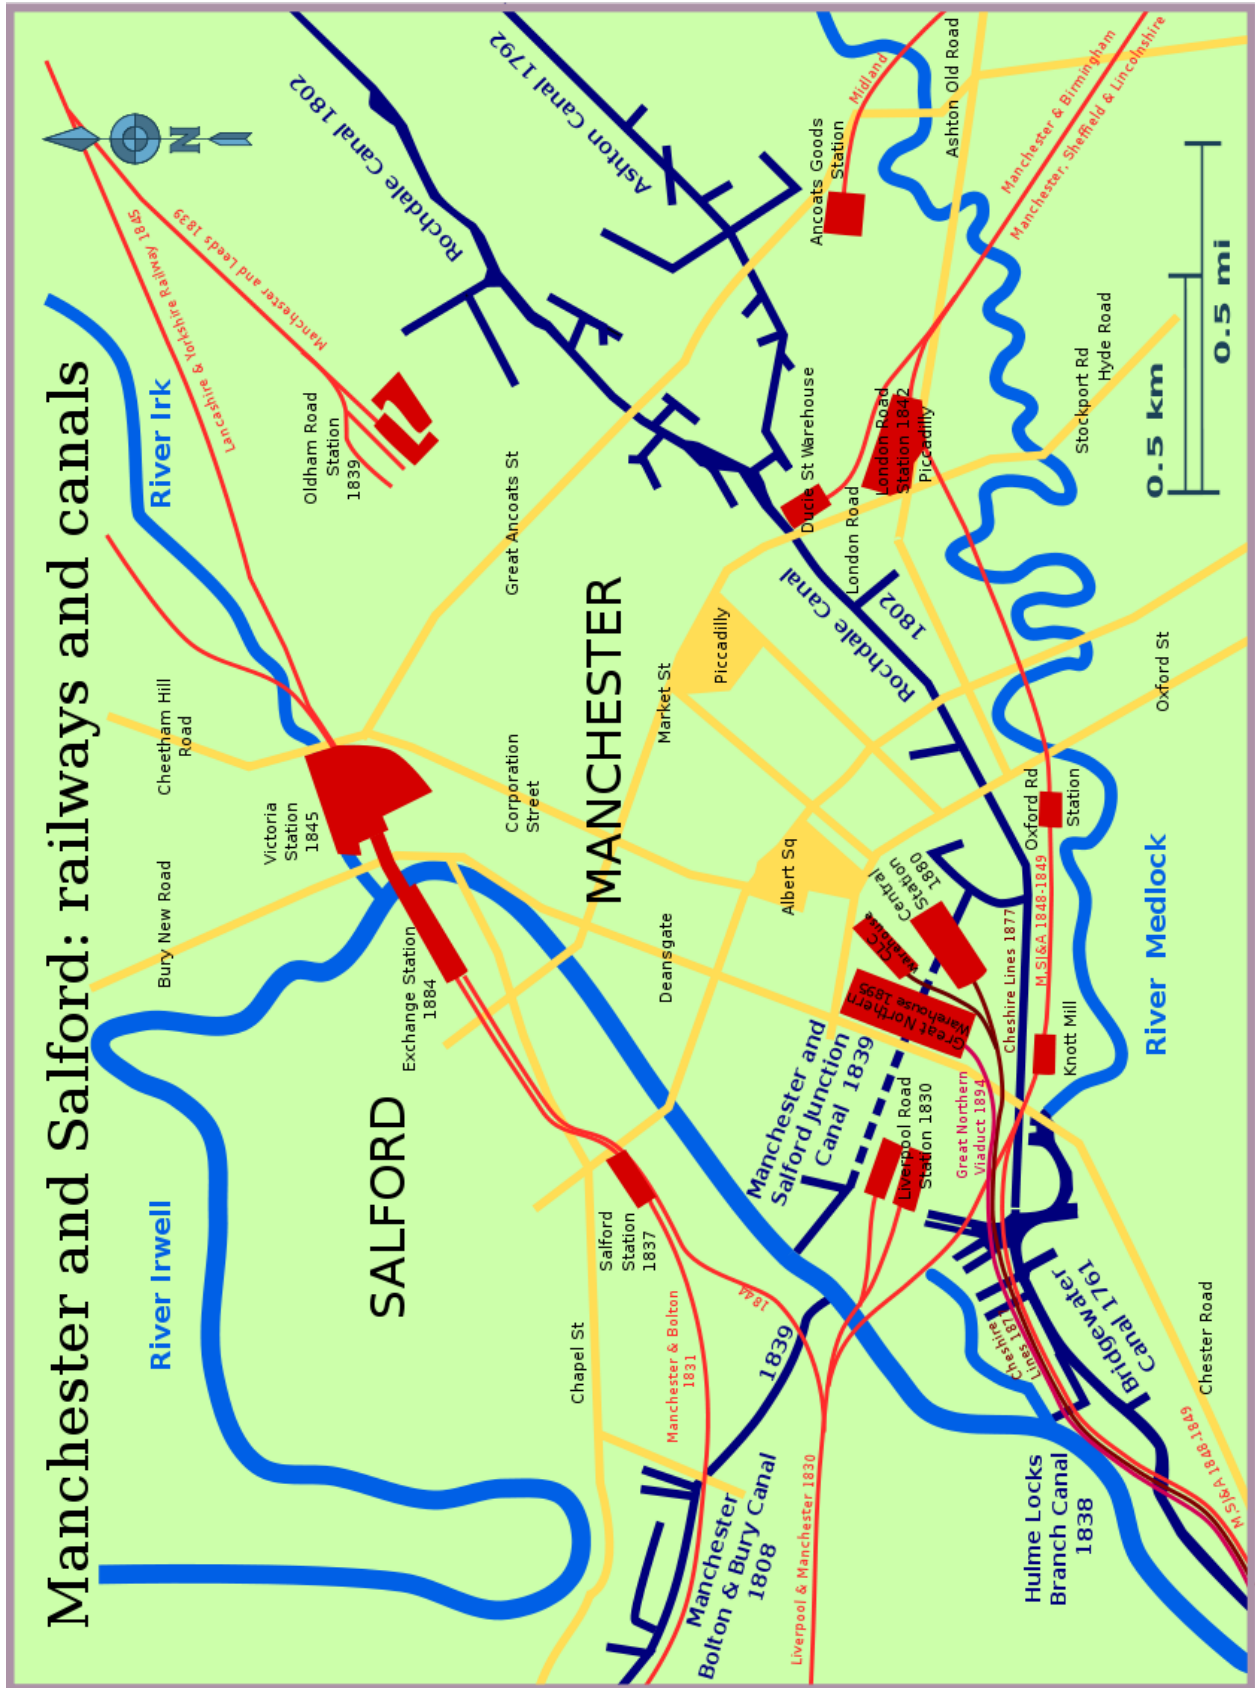 Manchester and Salford: railways and canals
N
River Irwell
River Irk
Bury New Road
Cheetham Hill
Road
Lancashire & Yorkshire Railway 1845
Manchester and Leeds 1839
Victoria
Station
1845
Oldham Road
Station
1839
Rochdale Canal 1802
SALFORD
Exchange Station
1884
Corporation
Street
Great Ancoats St
Ashton Canal 1792
MANCHESTER
Chapel St
Salford
Station
1837
Deansgate
Market St
Piccadilly
Manchester & Bolton
1831
1844
1839
Albert Sq
Ducie St Warehouse
Ancoats Goods
Station
Midland
Manchester
Bolton & Bury Canal
1808
Liverpool & Manchester 1830
Manchester and
Salford Junction
Canal 1839
Rochdale Canal
1802
London Road
London Road
Station 1842
Piccadilly
Ashton Old Road
Liverpool Road
Station 1830
Great Northern
Warehouse 1895
CLC
Warehouse
Central
Station
1880
Great Northern
Viaduct 1894
Cheshire Lines 1877
M,SJ&A 1848-1849
Oxford Rd
Station
Knott Mill
Manchester & Birmingham
Manchester, Sheffield & Lincolnshire
Stockport Rd
Hyde Road
Cheshire
Lines 187
Bridgewater
Canal 1761
Hulme Locks
Branch Canal
1838
River Medlock
Oxford St
Chester Road
M,SJ&A 1848-1849
0.5 km
0.5 mi